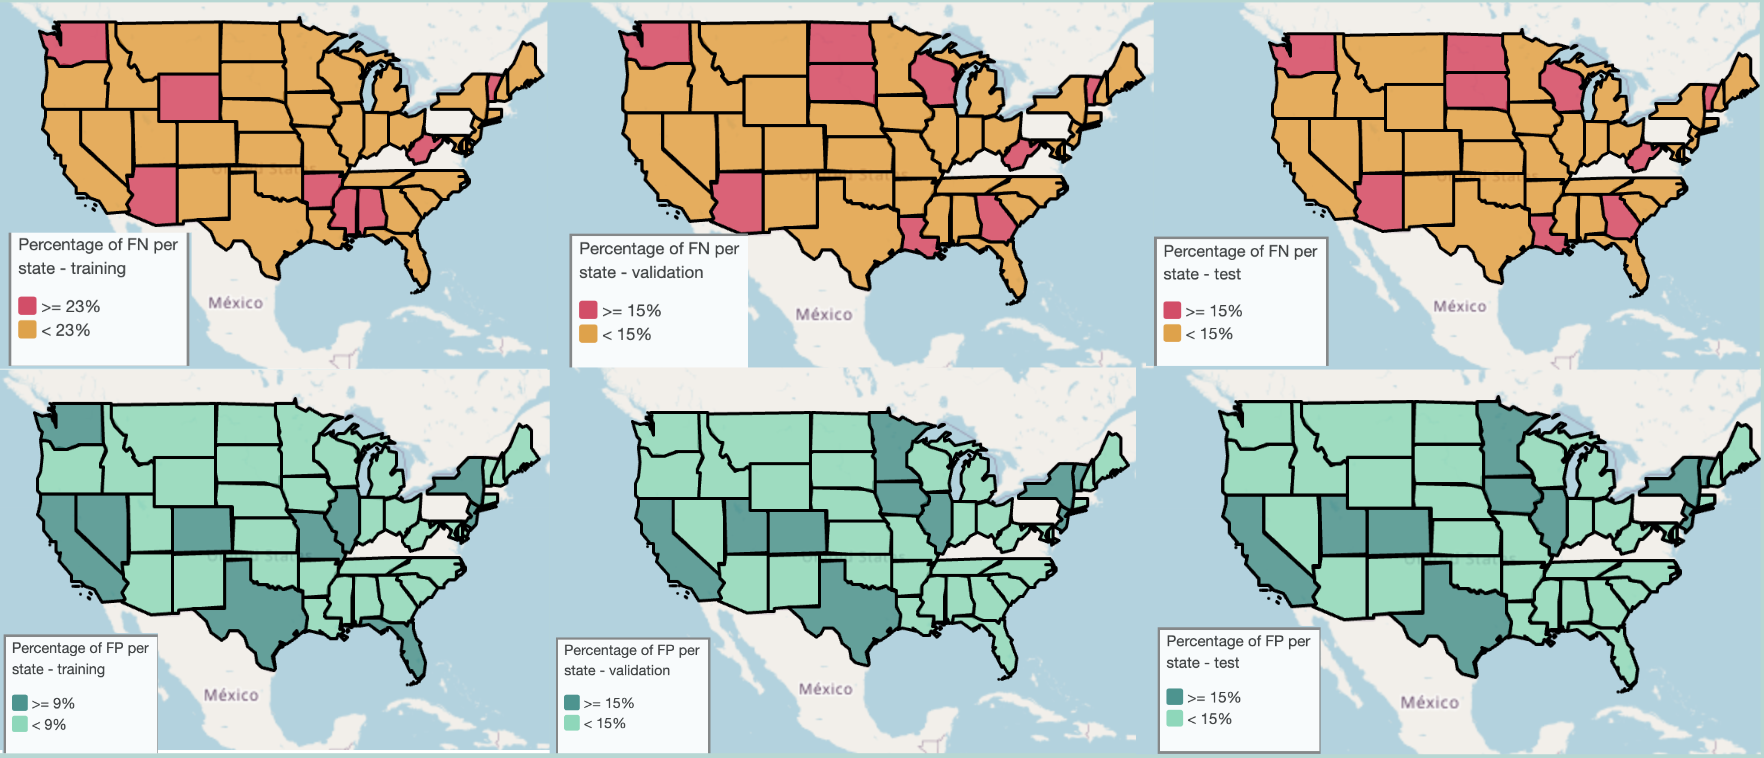 Percentage of FN per
state - training
>= 23%
< 23%
México
Percentage of FN per
state - validation
>= 15%
< 15%
México
Percentage of FN per
state - test
>= 15%
< 15%
México
Percentage of FP per
state - training
>= 9%
< 9%
México
Percentage of FP per
state - validation
>= 15%
< 15%
México
Percentage of FP per
state - test
>= 15%
< 15%
México